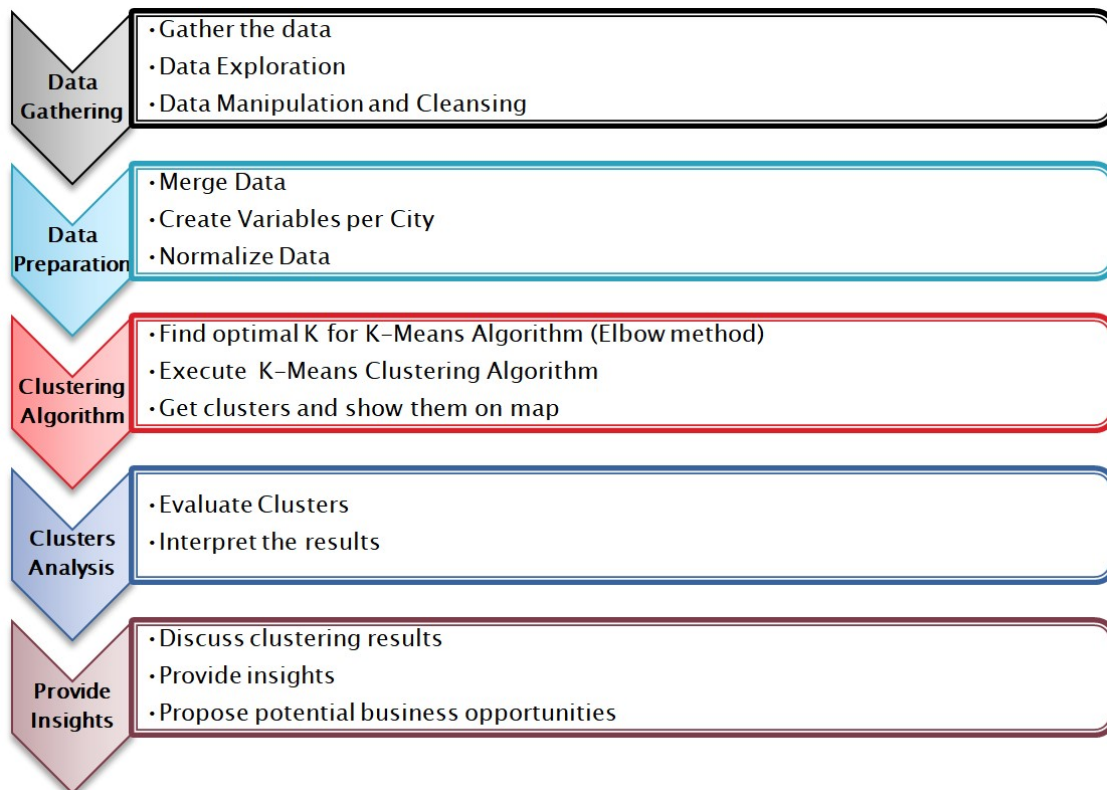 Data
Gathering
·Gather the data
·Data Exploration
·Data Manipulation and Cleansing
Data
Preparation
·Merge Data
·Create Variables per City
·Normalize Data
Clustering
Algorithm
·Find optimal K for K-Means Algorithm (Elbow method)
·Execute K-Means Clustering Algorithm
·Get clusters and show them on map
Clusters
Analysis
·Evaluate Clusters
·Interpret the results
Provide
Insights
·Discuss clustering results
·Provide insights
·Propose potential business opportunities